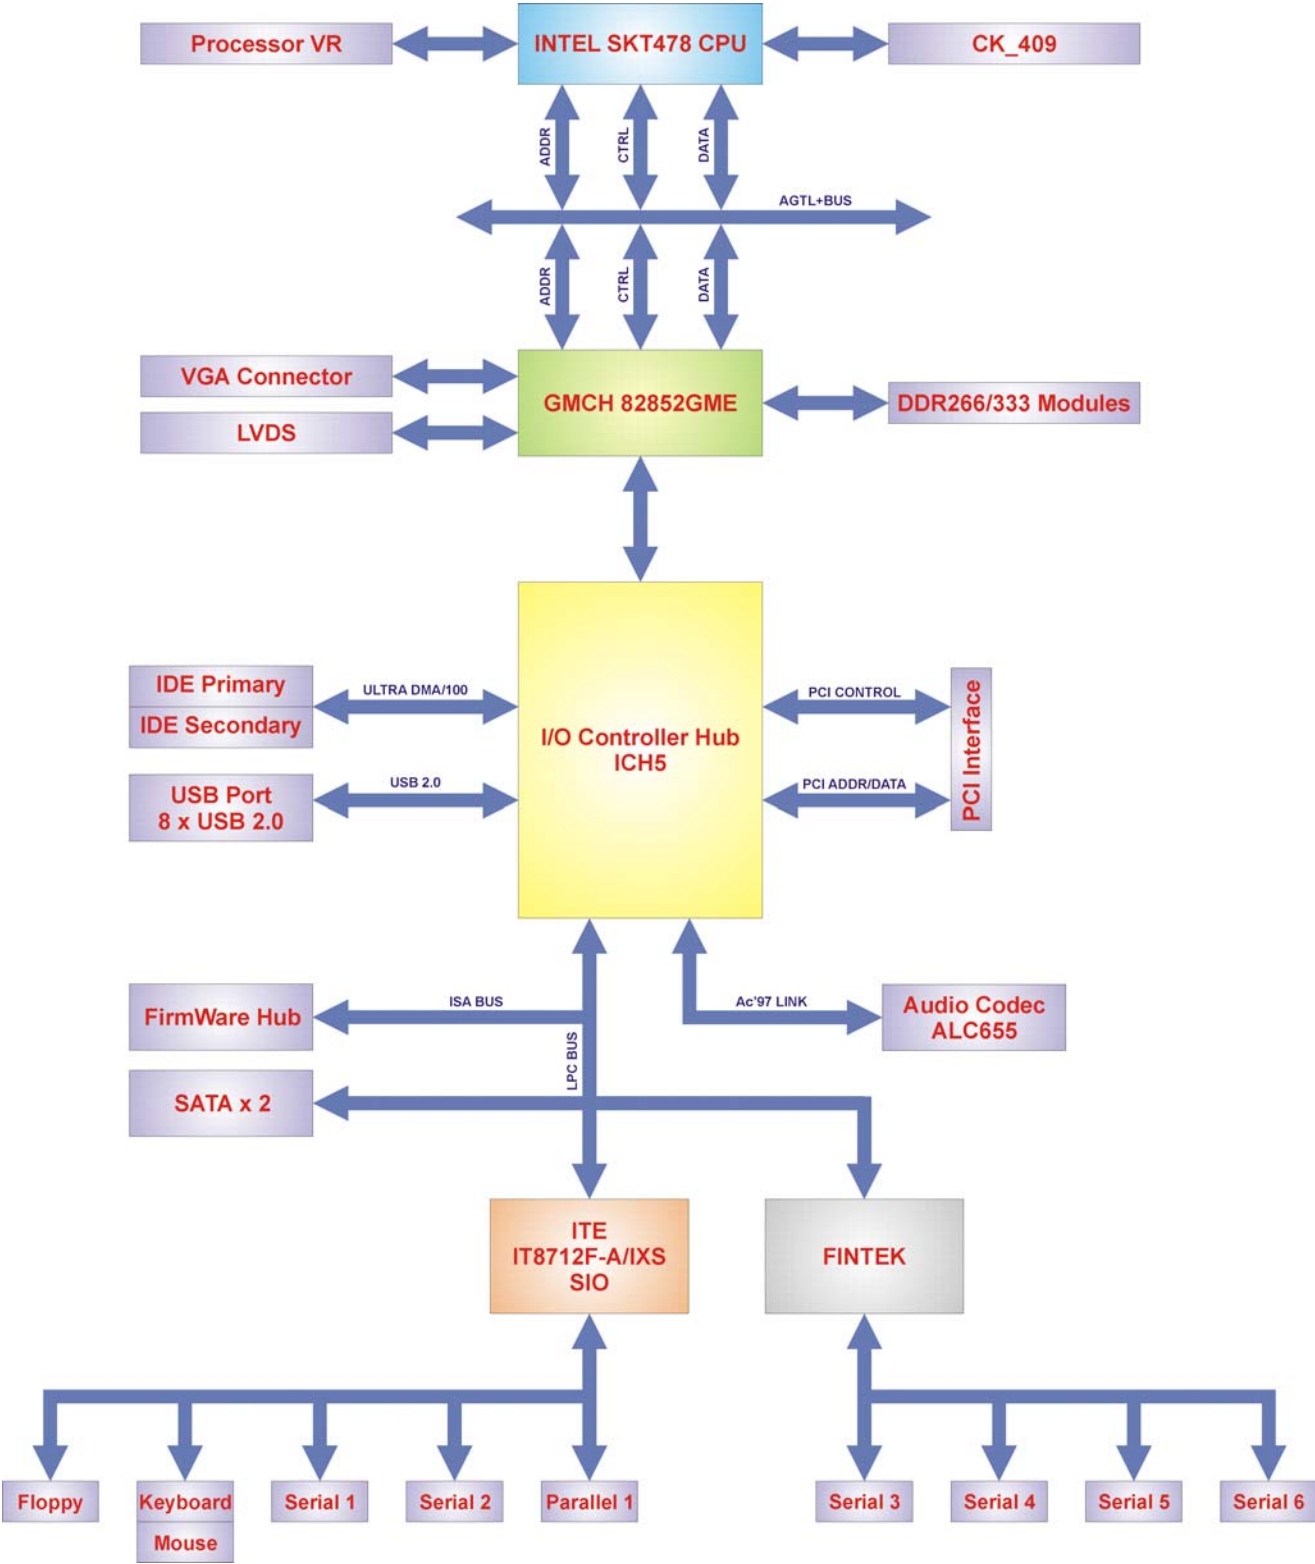 Processor VR
INTEL SKT478 CPU
CK_409
ADDR
CTRL
DATA
AGTL+BUS
ADDR
CTRL
DATA
VGA Connector
LVDS
GMCH 82852GME
DDR266/333 Modules
IDE Primary
IDE Secondary
ULTRA DMA/100
USB Port
8 x USB 2.0
USB 2.0
I/O Controller Hub
ICH5
PCI CONTROL
PCI ADDR/DATA
PCI Interface
FirmWare Hub
ISA BUS
LPC BUS
Ac'97 LINK
Audio Codec
ALC655
SATA x 2
ITE
IT8712F-A/IXS
SIO
FINTEK
Floppy
Keyboard
Mouse
Serial 1
Serial 2
Parallel 1
Serial 3
Serial 4
Serial 5
Serial 6